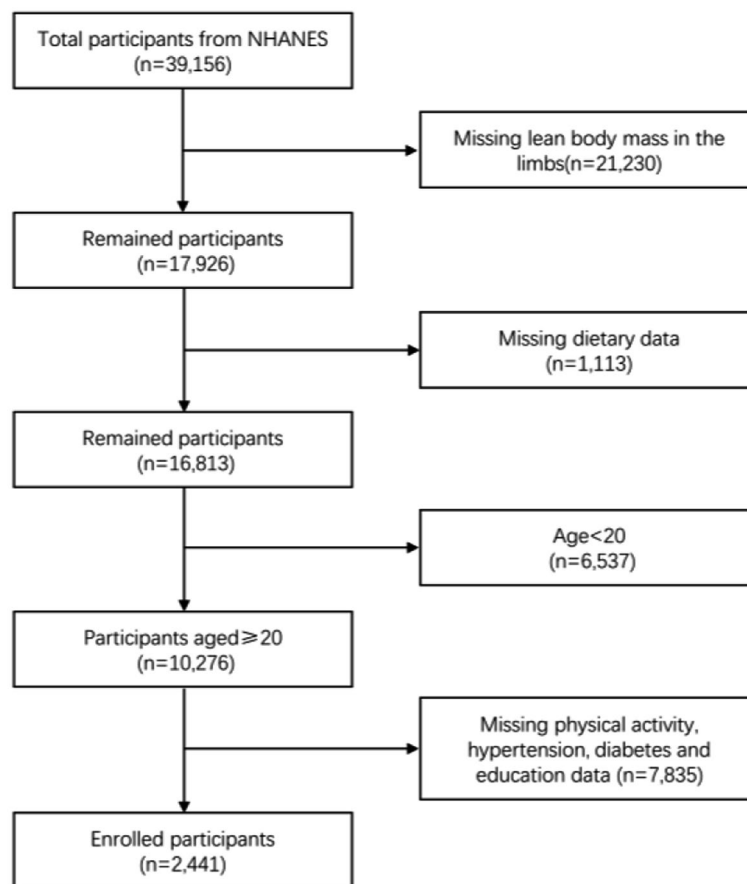 Total participants from NHANES
(n=39,156)
Missing lean body mass in the
limbs(n=21,230)
Remained participants
(n=17,926)
Missing dietary data
(n=1,113)
Remained participants
(n=16,813)
Age<20
(n=6,537)
Participants aged≥20
(n=10,276)
Missing physical activity,
hypertension, diabetes and
education data (n=7,835)
Enrolled participants
(n=2,441)